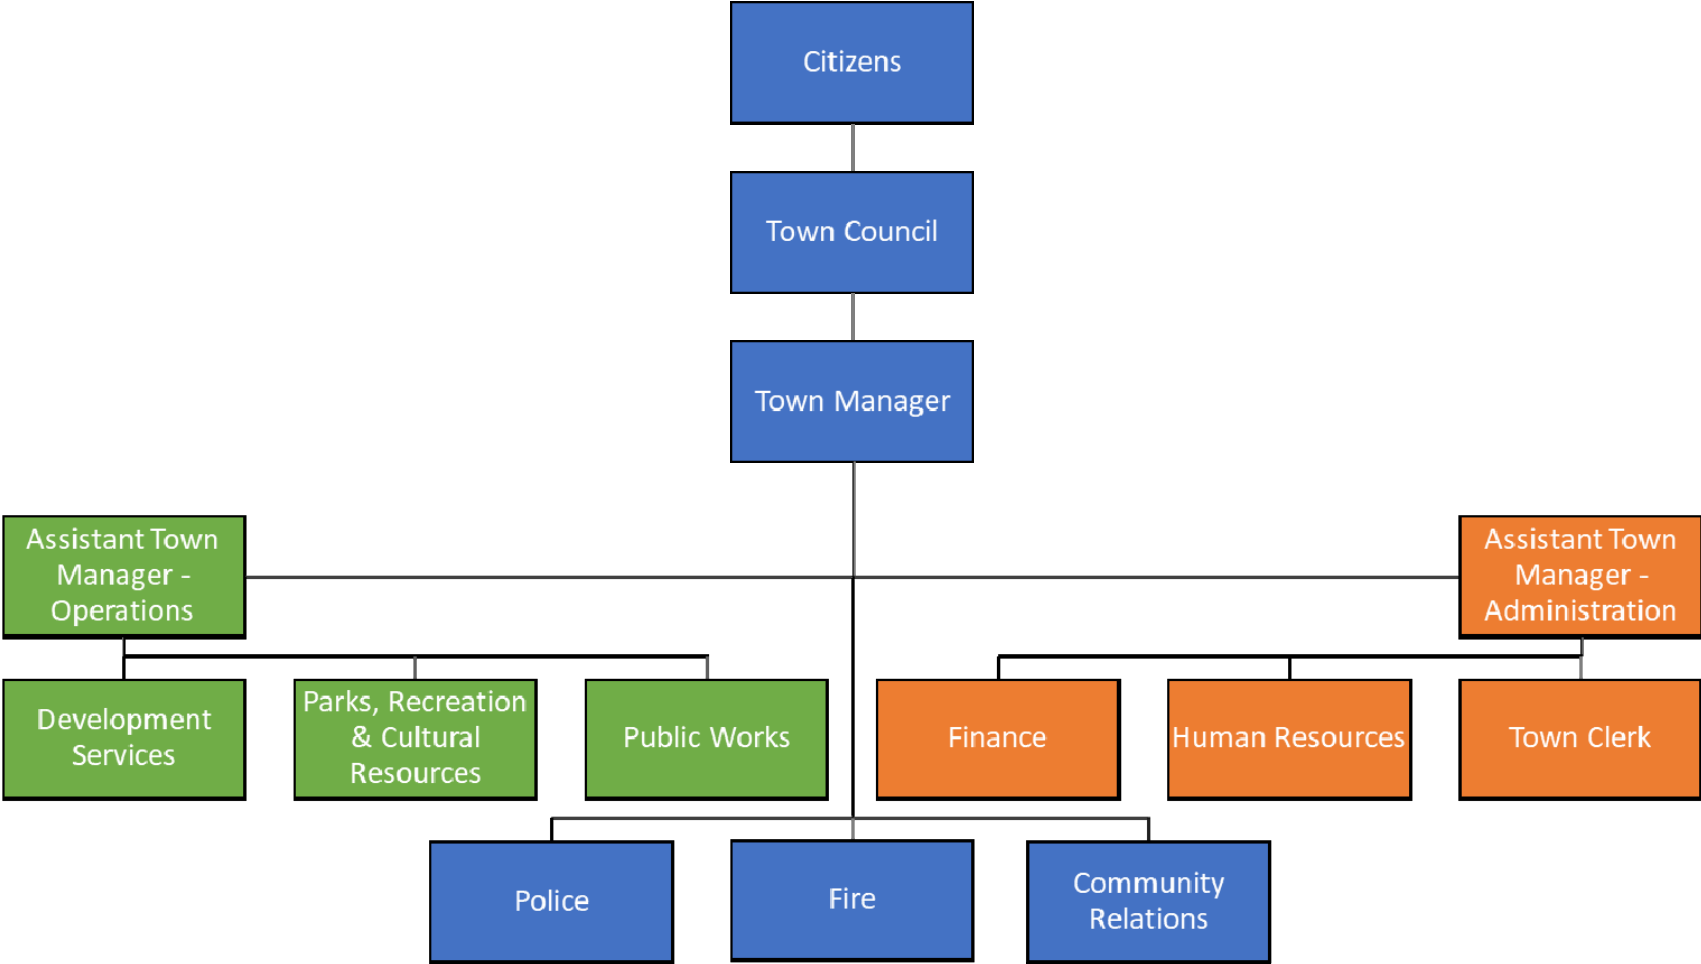 Citizens
Town Council
Town Manager
Assistant Town
Manager -
Operations
Assistant Town
Manager -
Administration
Development
Services
Parks, Recreation
& Cultural
Resources
Public Works
Finance
Human Resources
Town Clerk
Police
Fire
Community
Relations